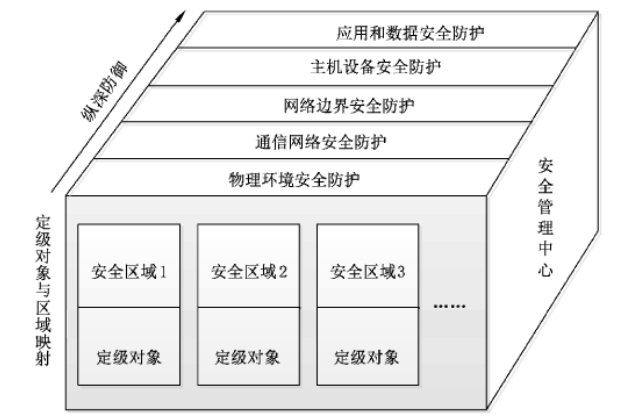 应用和数据安全防护
主机设备安全防护
网络边界安全防护
通信网络安全防护
物理环境安全防护
纵深防御
安全管理中心
定级对象与区域映射
安全区域1
安全区域2
安全区域3
……
定级对象
定级对象
定级对象